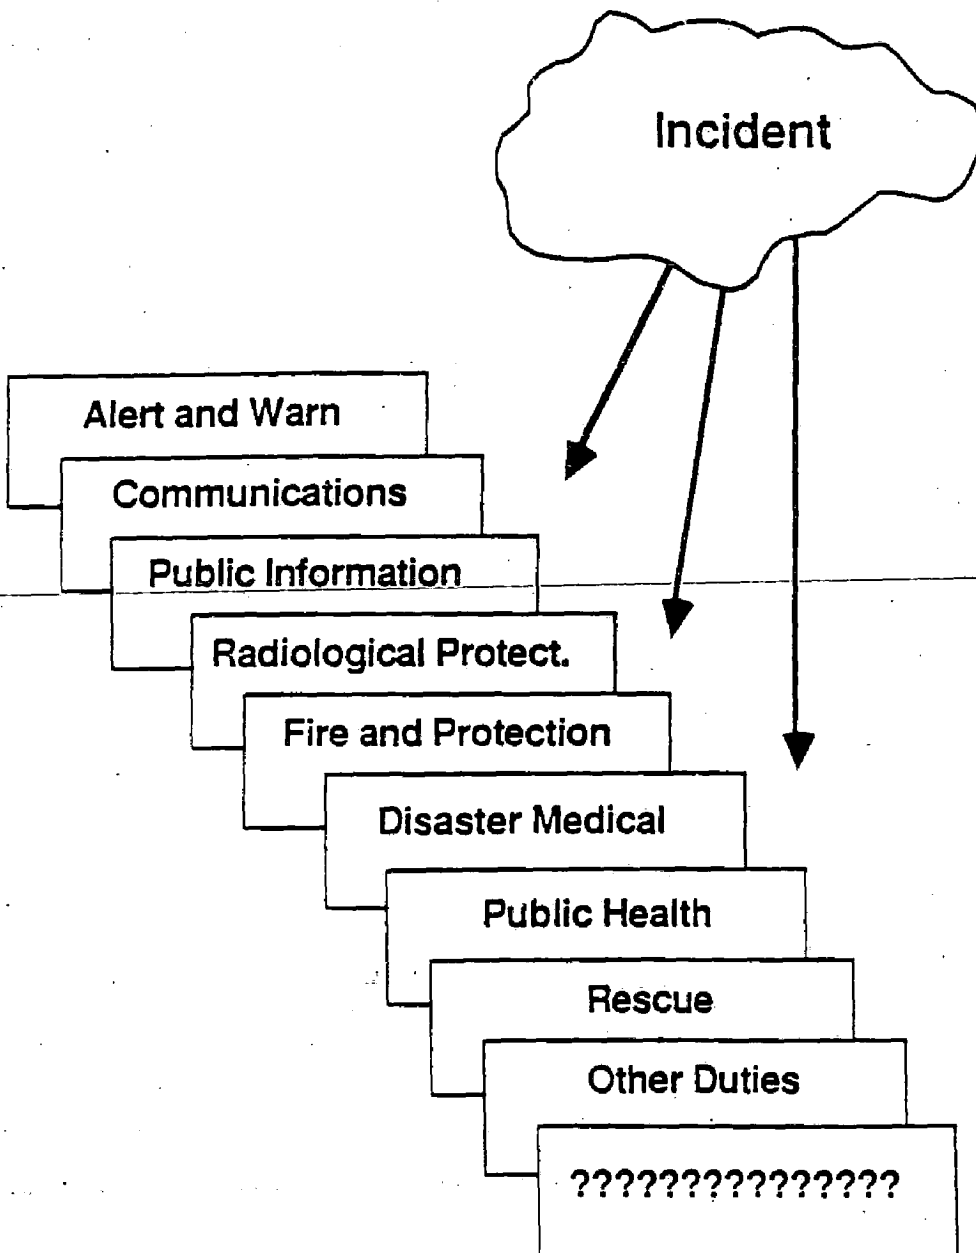 Incident
Alert and Warn
Communications
Public Information
Radiological Protect.
Fire and Protection
Disaster Medical
Public Health
Rescue
Other Duties
???????????????